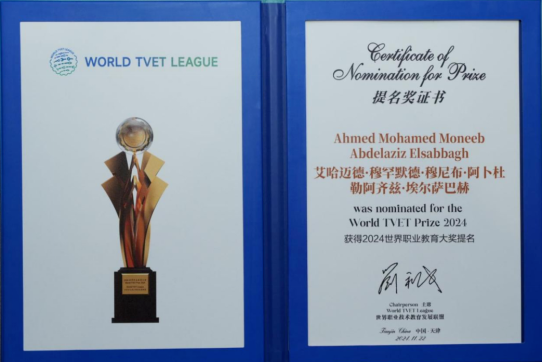 WORLD TVET LEAGUE
Certificate of
Nomination for Prize
提名奖证书
Ahmed Mohamed Moneeb
Abdelaziz Elsabbagh
艾哈迈德·穆罕默德·穆尼布·阿卜杜
勒阿齐兹·埃尔萨巴赫
was nominated for the
World TVET Prize 2024
获得2024世界职业教育大奖提名
Chairperson 主席
World TVET League
世界职业技术教育发展联盟
Tianjin China 中国·天津
2024.11.22